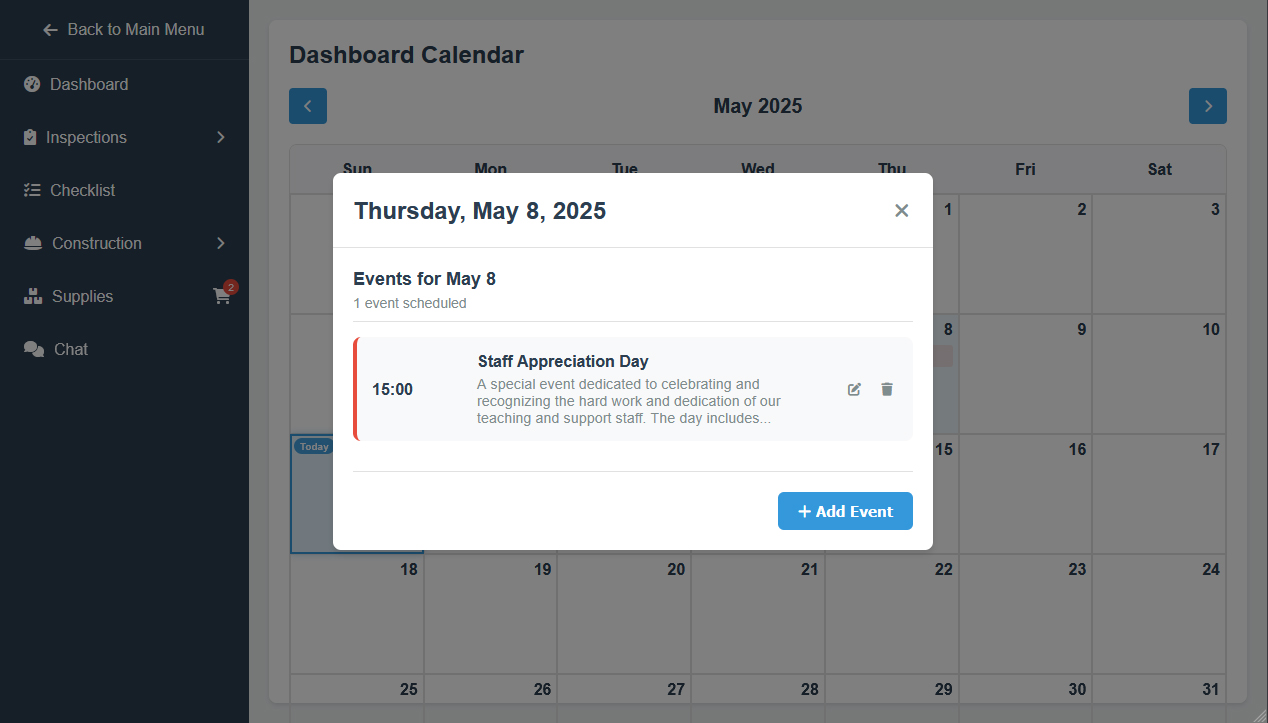 Back to Main Menu
Dashboard
Inspections
Checklist
Construction
Supplies
2
Chat
Dashboard Calendar
May 2025
Sun Mon Tue Wed Thu Fri Sat
1 2 3
8 9 10
Today
15 16 17
18 19 20 21 22 23 24
25 26 27 28 29 30 31
Thursday, May 8, 2025
Events for May 8
1 event scheduled
15:00
Staff Appreciation Day
A special event dedicated to celebrating and
recognizing the hard work and dedication of our
teaching and support staff. The day includes...
+ Add Event